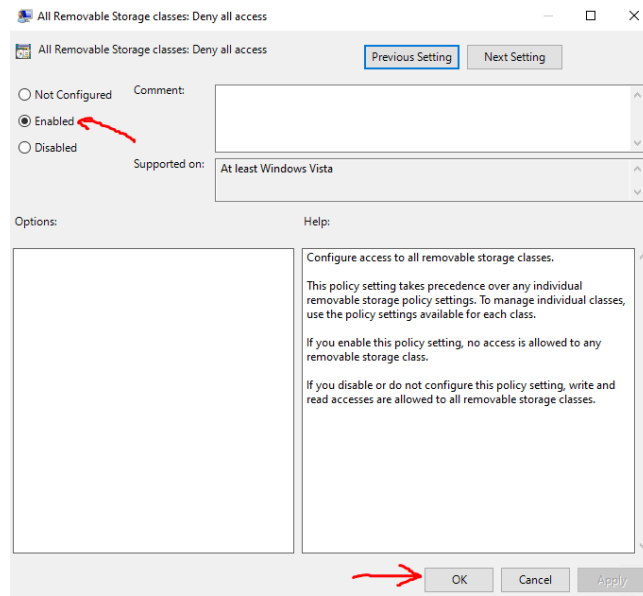 All Removable Storage classes: Deny all access
All Removable Storage classes: Deny all access
Previous Setting
Next Setting
Not Configured
Comment:
Enabled
Disabled
Supported on:
At least Windows Vista
Options:
Help:
Configure access to all removable storage classes.
This policy setting takes precedence over any individual
removable storage policy settings. To manage individual classes,
use the policy settings available for each class.
If you enable this policy setting, no access is allowed to any
removable storage class.
If you disable or do not configure this policy setting, write and
read accesses are allowed to all removable storage classes.
OK
Cancel
Apply